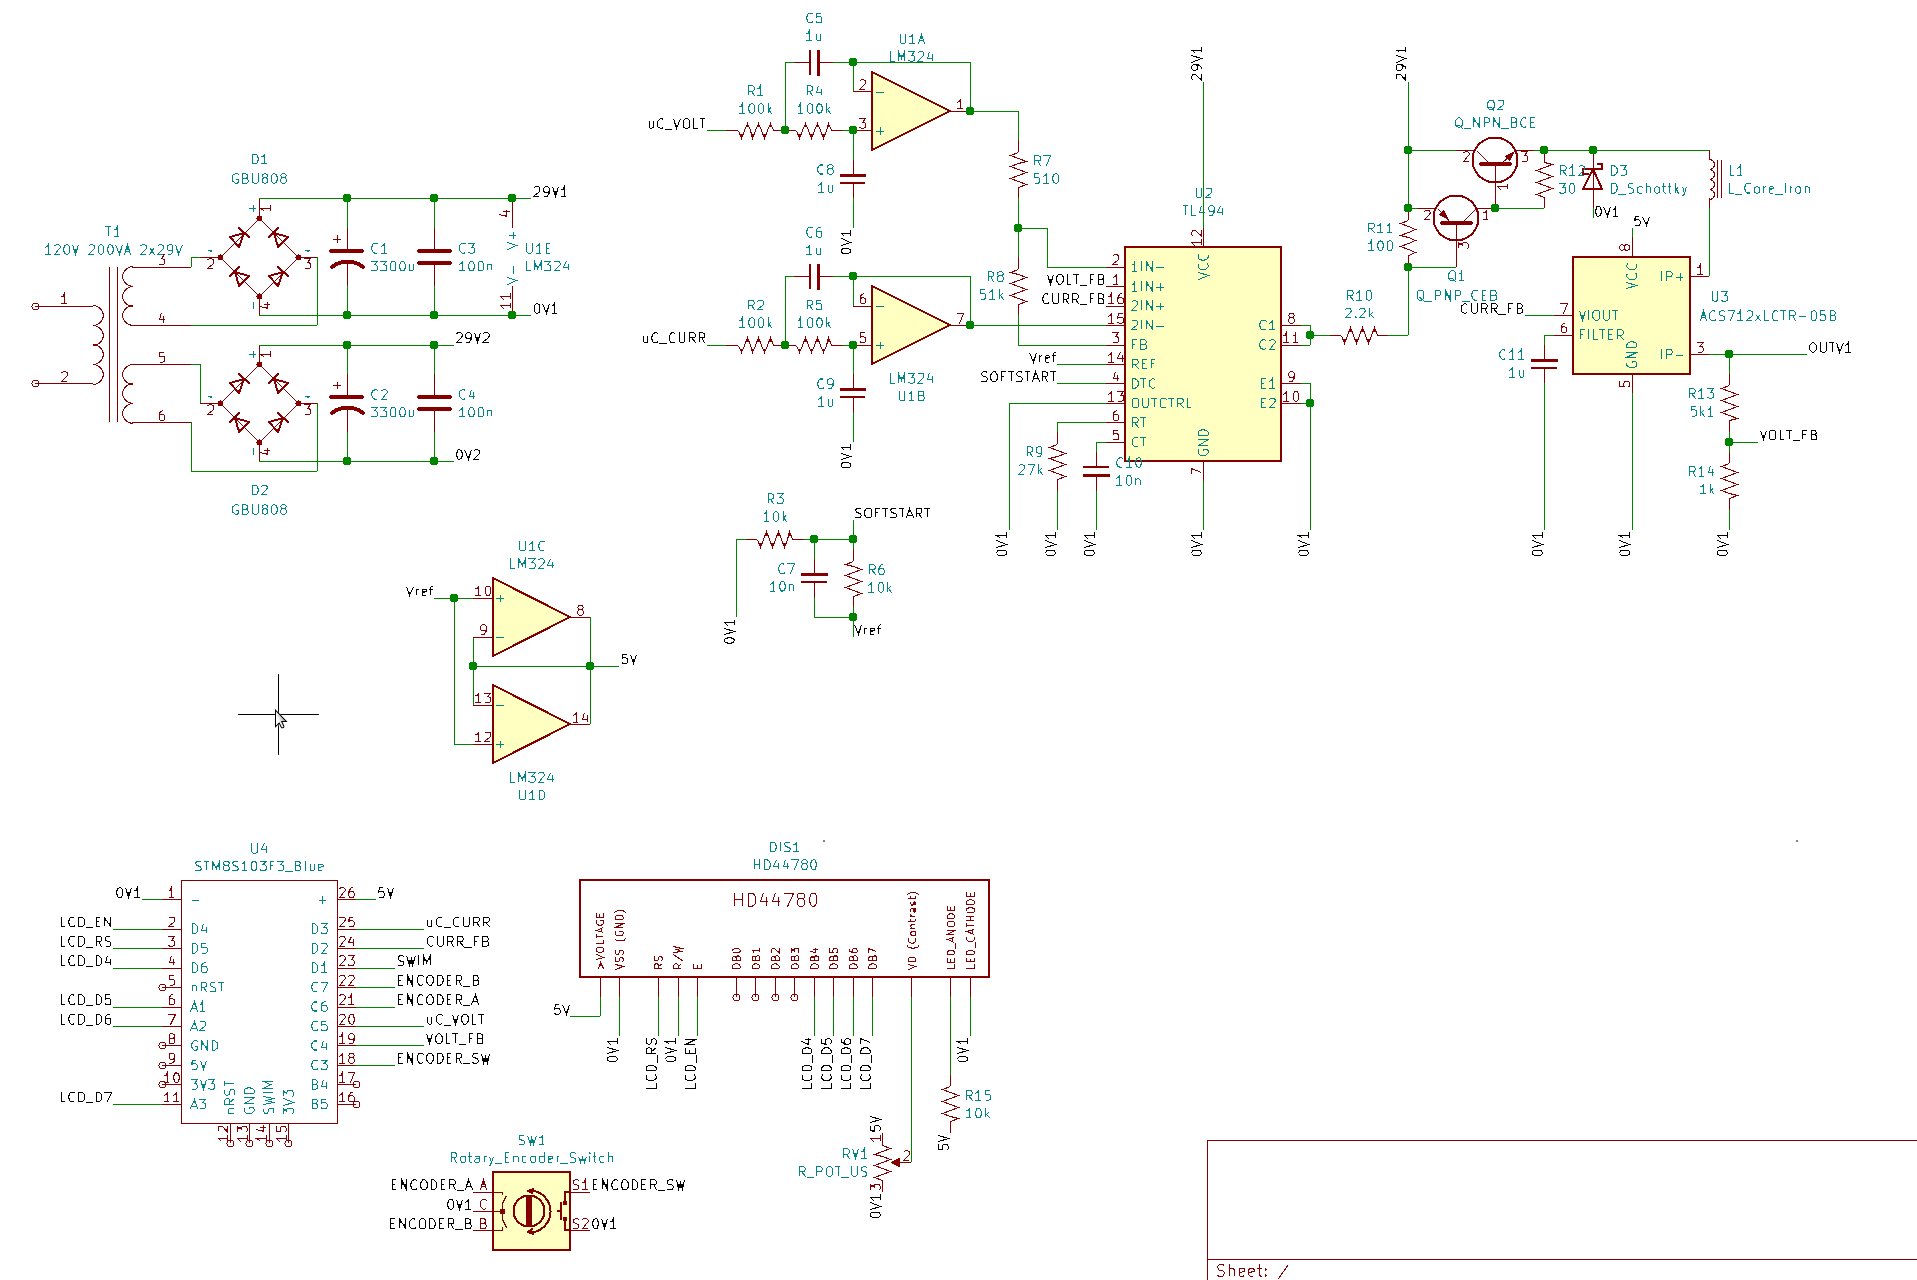 C5
1u
U1A
LM324
R1
100k
R4
100k
2
3
1
uC_VOLT
C8
1u
0V1
R7
510
C6
1u
R2
100k
R5
100k
6
5
7
uC_CURR
LM324
U1B
C9
1u
0V1
R8
51k
D1
GBU808
T1
120V 200VA 2x29V
1
2
3
4
5
6
+
1
2
3
4
-
C1
3300u
C3
100n
4
V+
V-
11
U1E
LM324
29V1
0V1
29V2
+
1
2
3
4
-
C2
3300u
C4
100n
0V2
D2
GBU808
29V1
U2
TL494
12
VCC
2 1IN-
VOLT_FB 1 1IN+
CURR_FB 16 2IN+
15 2IN-
3 FB
Vref 14 REF
SOFTSTART 4 DTC
13 OUTCTRL
6 RT
5 CT
GND
7
C1 8
C2 11
E1 9
E2 10
R9
27k
C10
10n
0V1
0V1
0V1
0V1
0V1
29V1
Q2
Q_NPN_BCE
2
3
1
R12
30
D3
D_Schottky
0V1
L1
L_Core_Iron
2
1
3
R11
100
Q1
Q_PNP_CEB
R10
2.2k
5V
8
VCC
IP+ 1
U3
ACS712xLCTR-05B
CURR_FB 7 VIOUT
6 FILTER
GND
5
IP- 3
OUTV1
C11
1u
R13
5k1
VOLT_FB
R14
1k
0V1
0V1
0V1
R3
10k
SOFTSTART
C7
10n
R6
10k
0V1
Vref
U1C
LM324
Vref
10
9
8
5V
13
12
14
LM324
U1D
U4
STM8S103F3_Blue
0V1 1 -
LCD_EN 2 D4
LCD_RS 3 D5
LCD_D4 4 D6
5 nRST
LCD_D5 6 A1
LCD_D6 7 A2
8 GND
9 5V
10 3V3
LCD_D7 11 A3
+ 26 5V
D3 25 uC_CURR
D2 24 CURR_FB
D1 23 SWIM
C7 22 ENCODER_B
C6 21 ENCODER_A
C5 20 uC_VOLT
C4 19 VOLT_FB
C3 18 ENCODER_SW
B4 17
B5 16
nRST
GND
SWIM
3V3
12
13
14
15
DIS1
HD44780
HD44780
>VOLTAGE
VSS (GND)
RS
R/W
E
DB0
DB1
DB2
DB3
DB4
DB5
DB6
DB7
VD (Contrast)
LED_ANODE
LED_CATHODE
5V
0V1
LCD_RS
0V1
LCD_EN
LCD_D4
LCD_D5
LCD_D6
LCD_D7
0V1
R15
10k
5V
5V
1
RV1
R_POT_US
2
3
0V1
SW1
Rotary_Encoder_Switch
ENCODER_A A
0V1 C
ENCODER_B B
S1 ENCODER_SW
S2 0V1
Sheet: /